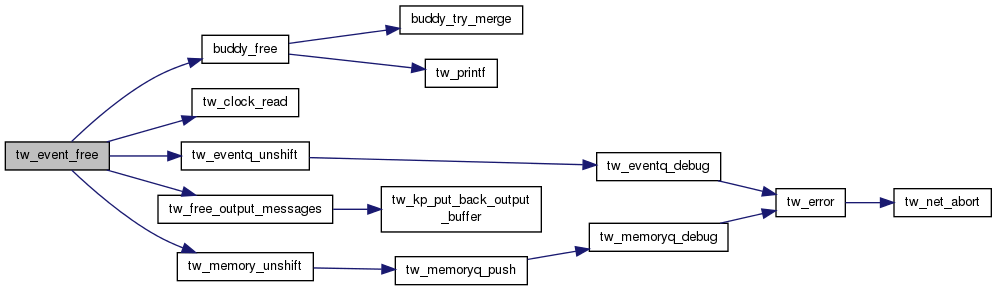 tw_event_free
buddy_free
buddy_try_merge
tw_printf
tw_clock_read
tw_eventq_unshift
tw_eventq_debug
tw_free_output_messages
tw_kp_put_back_output
_buffer
tw_error
tw_net_abort
tw_memoryq_debug
tw_memory_unshift
tw_memoryq_push